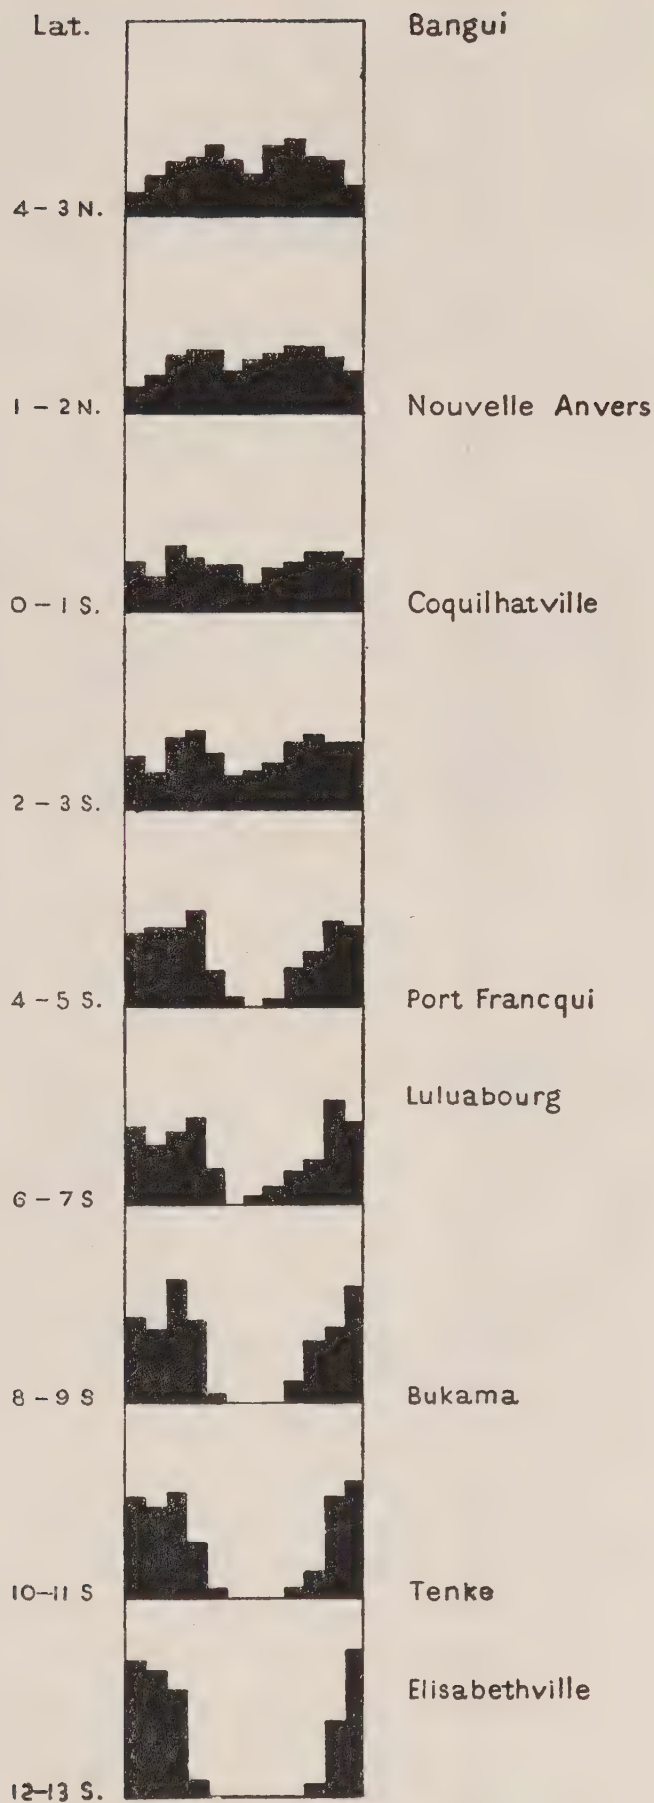 Lat. Bangui
4 - 3 N.
1 - 2 N. Nouvelle Anvers
0 - 1 S. Coquilhatville
2 - 3 S.
4 - 5 S. Port Francqui
Luluabourg
6 - 7 S
8 - 9 S Bukama
10-11 S Tenke
Elisabethville
12-13 S.